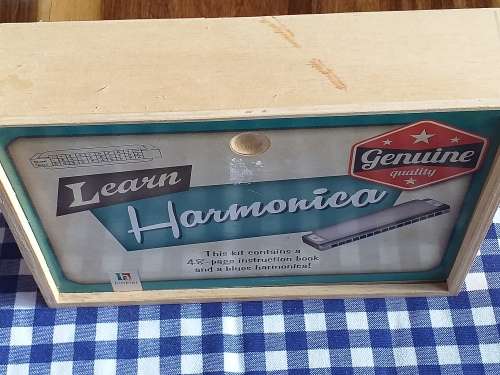 Learn
Harmonica
Genuine
quality
This kit contains a
48-page instruction book
and a blues harmonica!